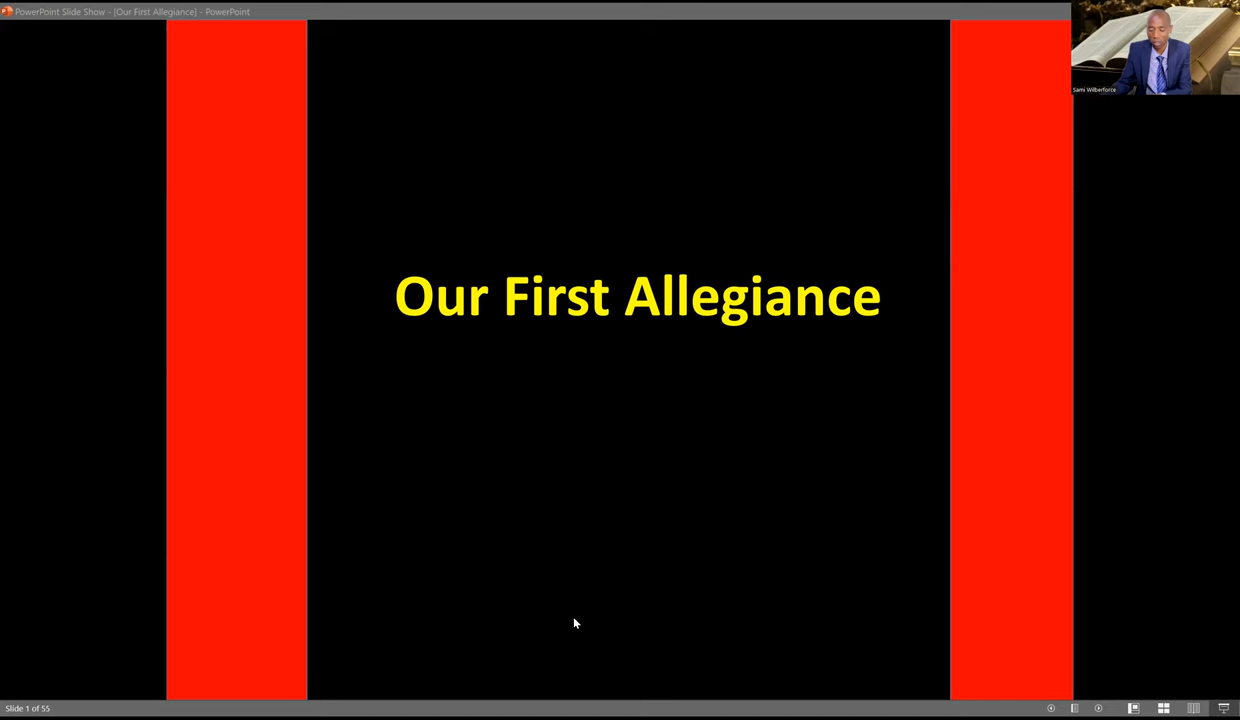 PowerPoint Slide Show - [Our First Allegiance] - PowerPoint
Sami Wilberforce
Our First Allegiance
Slide 1 of 55